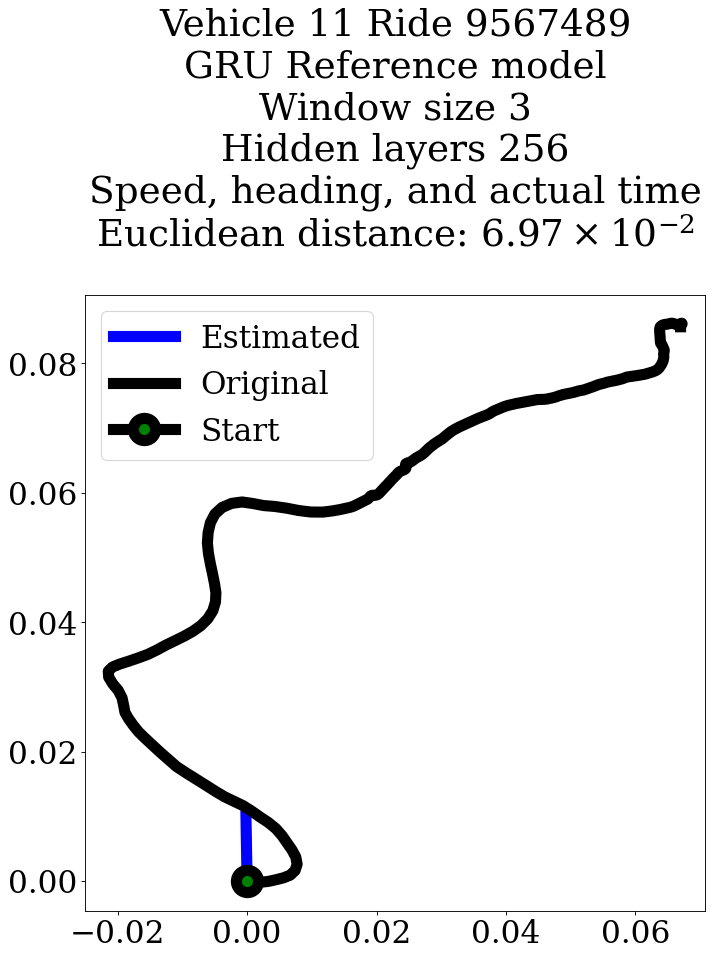 Vehicle 11 Ride 9567489
GRU Reference model
Window size 3
Hidden layers 256
Speed, heading, and actual time
Euclidean distance: 6.97 × 10⁻²
Estimated
Original
Start
0.08
0.06
0.04
0.02
0.00
−0.02 0.00 0.02 0.04 0.06